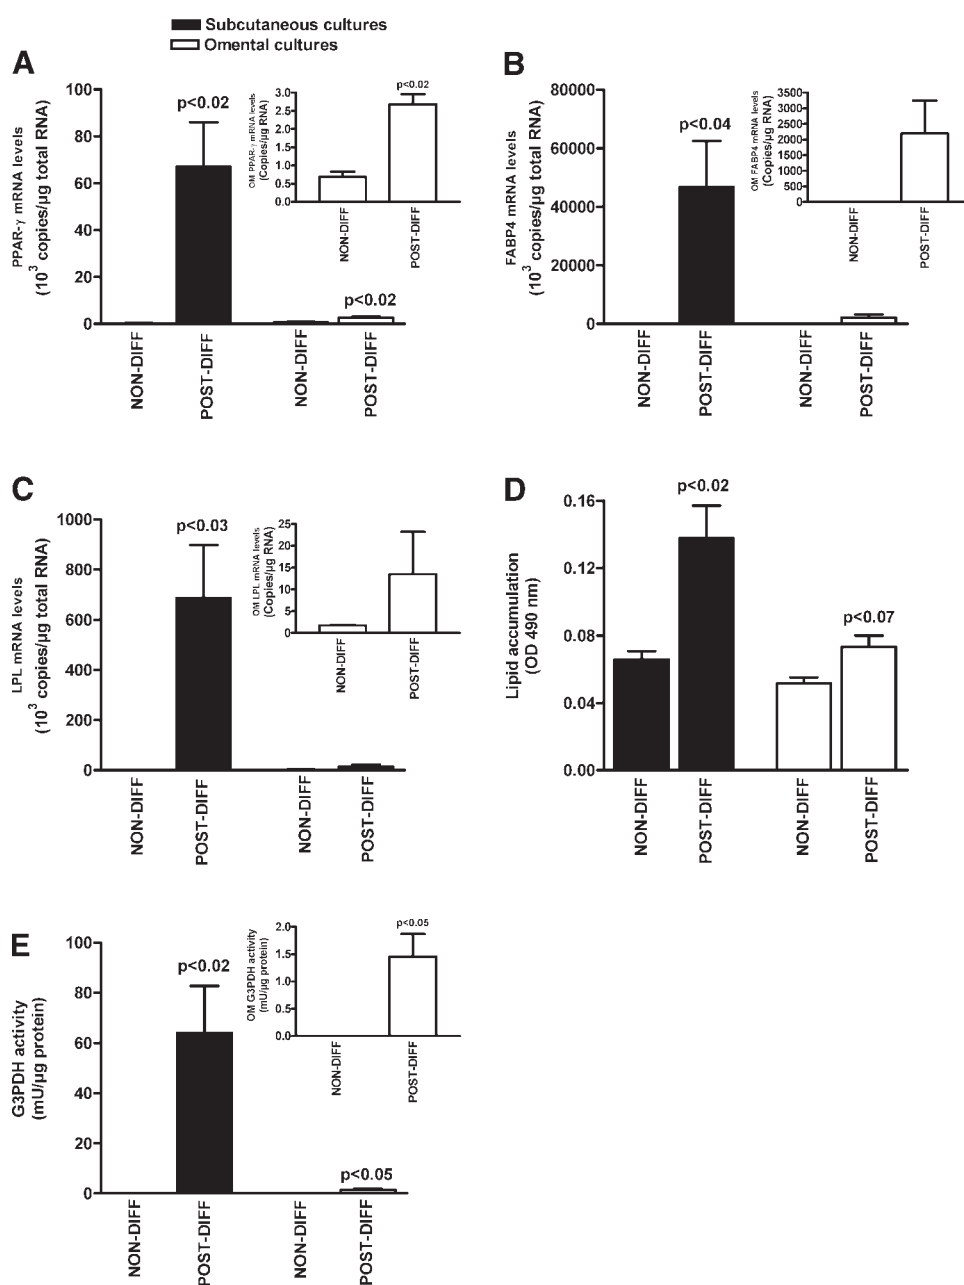 Subcutaneous cultures
Omental cultures
A
PPAR-γ mRNA levels
(10³ copies/µg total RNA)
100
80
60
40
20
0
p<0.02
p<0.02
NON-DIFF
POST-DIFF
NON-DIFF
POST-DIFF
OM PPAR-γ mRNA levels
(Copies/µg RNA)
3.0
2.5
2.0
1.5
1.0
0.5
0.0
p<0.02
NON-DIFF
POST-DIFF
B
FABP4 mRNA levels
(10³ copies/µg total RNA)
80000
60000
40000
20000
0
p<0.04
NON-DIFF
POST-DIFF
NON-DIFF
POST-DIFF
OM FABP4 mRNA levels
(Copies/µg RNA)
3500
3000
2500
2000
1500
1000
500
0
NON-DIFF
POST-DIFF
C
LPL mRNA levels
(10³ copies/µg total RNA)
1000
800
600
400
200
0
p<0.03
NON-DIFF
POST-DIFF
NON-DIFF
POST-DIFF
OM LPL mRNA levels
(Copies/µg RNA)
25
20
15
10
5
0
NON-DIFF
POST-DIFF
D
Lipid accumulation
(OD 490 nm)
0.16
0.12
0.08
0.04
0.00
p<0.02
p<0.07
NON-DIFF
POST-DIFF
NON-DIFF
POST-DIFF
E
G3PDH activity
(mU/µg protein)
100
80
60
40
20
0
p<0.02
p<0.05
NON-DIFF
POST-DIFF
NON-DIFF
POST-DIFF
OM G3PDH activity
(mU/µg protein)
2.0
1.5
1.0
0.5
0.0
p<0.05
NON-DIFF
POST-DIFF